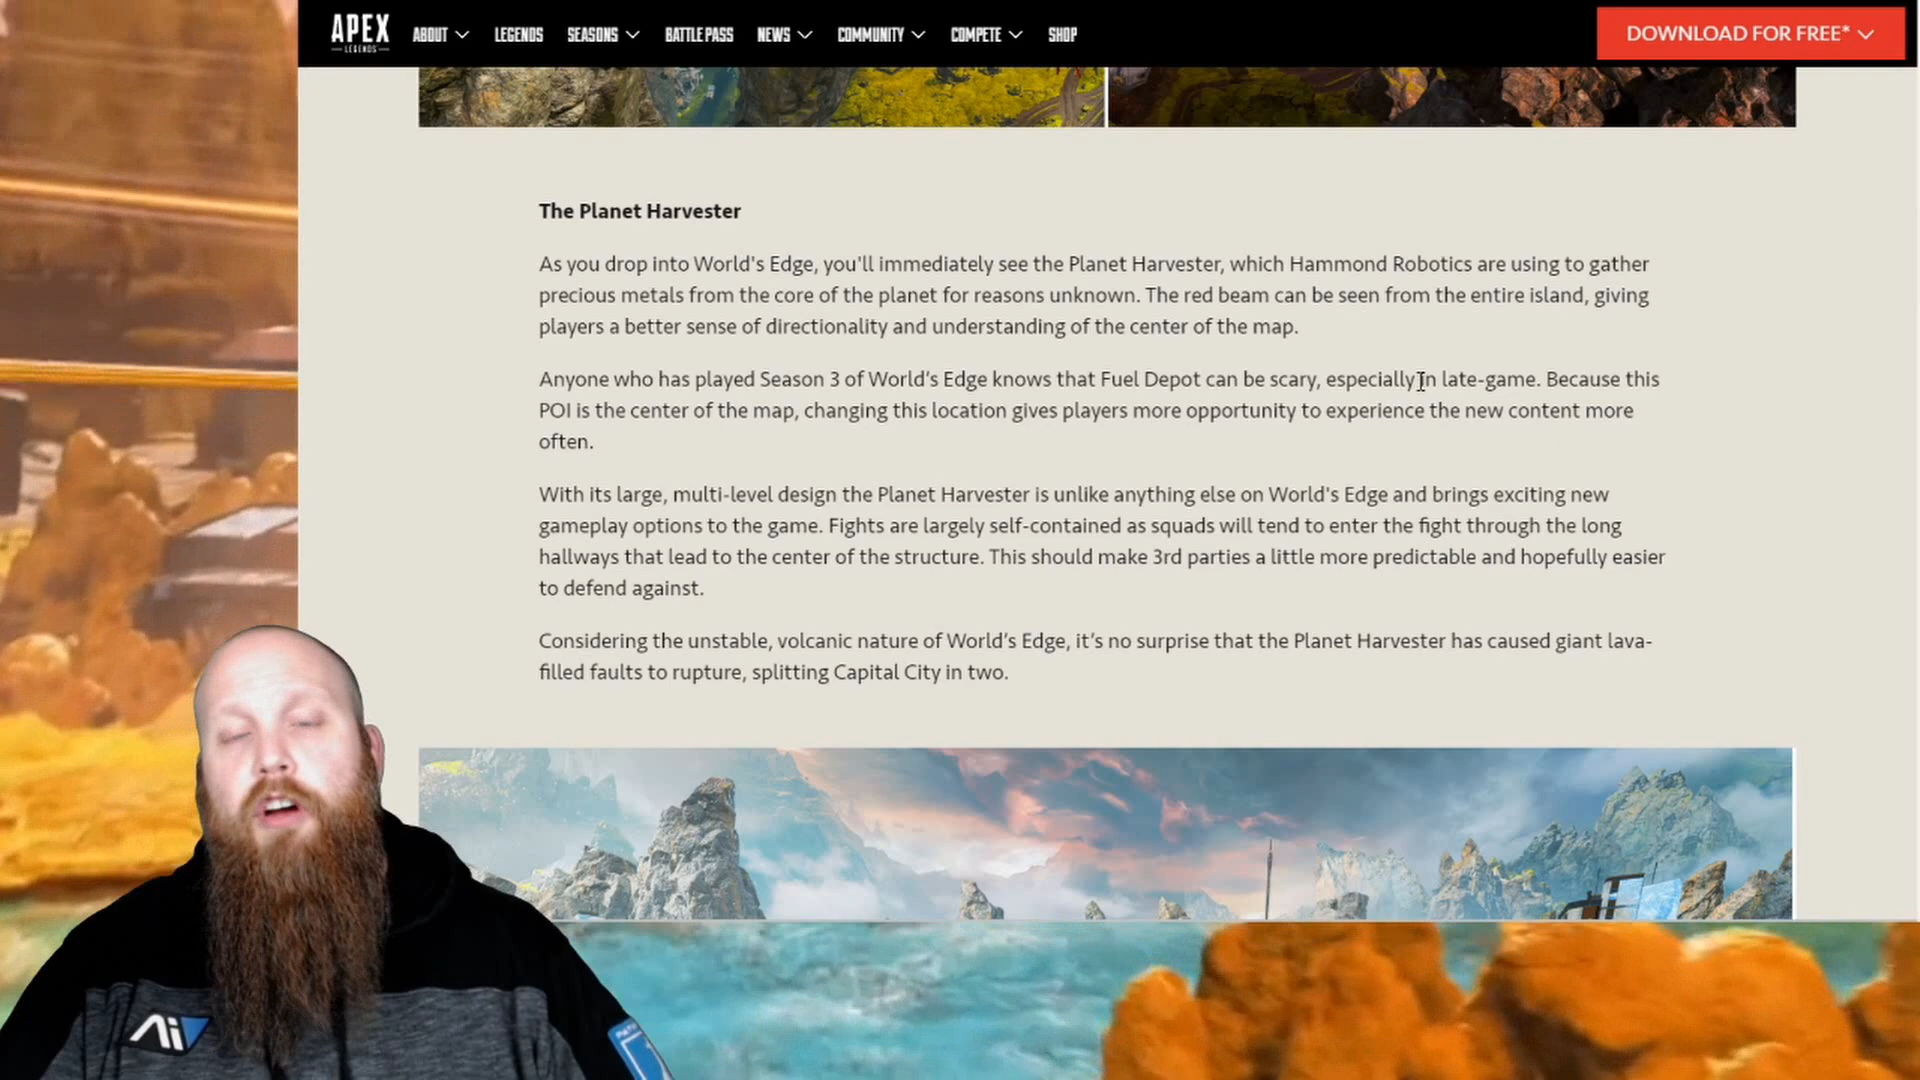 APEX
LEGENDS
ABOUT LEGENDS SEASONS BATTLE PASS NEWS COMMUNITY COMPETE SHOP
DOWNLOAD FOR FREE*
The Planet Harvester
As you drop into World's Edge, you'll immediately see the Planet Harvester, which Hammond Robotics are using to gather
precious metals from the core of the planet for reasons unknown. The red beam can be seen from the entire island, giving
players a better sense of directionality and understanding of the center of the map.
Anyone who has played Season 3 of World’s Edge knows that Fuel Depot can be scary, especially in late-game. Because this
POI is the center of the map, changing this location gives players more opportunity to experience the new content more
often.
With its large, multi-level design the Planet Harvester is unlike anything else on World's Edge and brings exciting new
gameplay options to the game. Fights are largely self-contained as squads will tend to enter the fight through the long
hallways that lead to the center of the structure. This should make 3rd parties a little more predictable and hopefully easier
to defend against.
Considering the unstable, volcanic nature of World’s Edge, it’s no surprise that the Planet Harvester has caused giant lava-
filled faults to rupture, splitting Capital City in two.